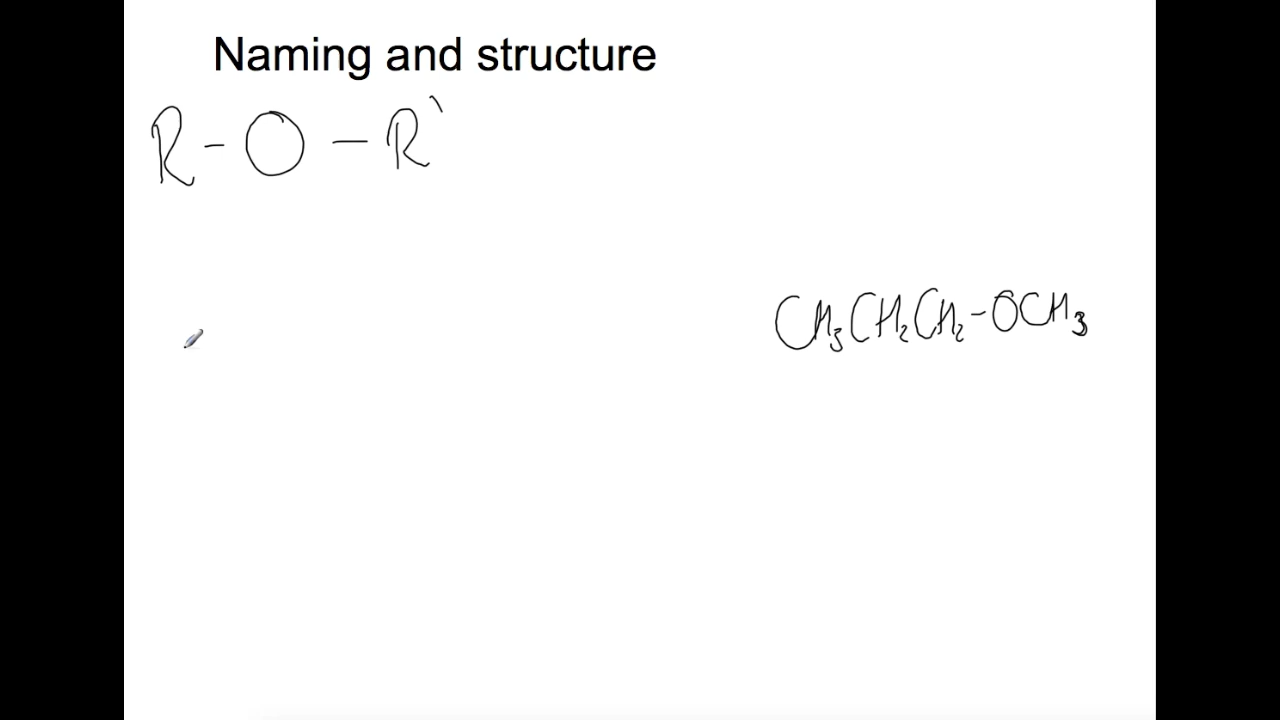 Naming and structure
R-O-R`
CH₃CH₂CH₂-OCH₃